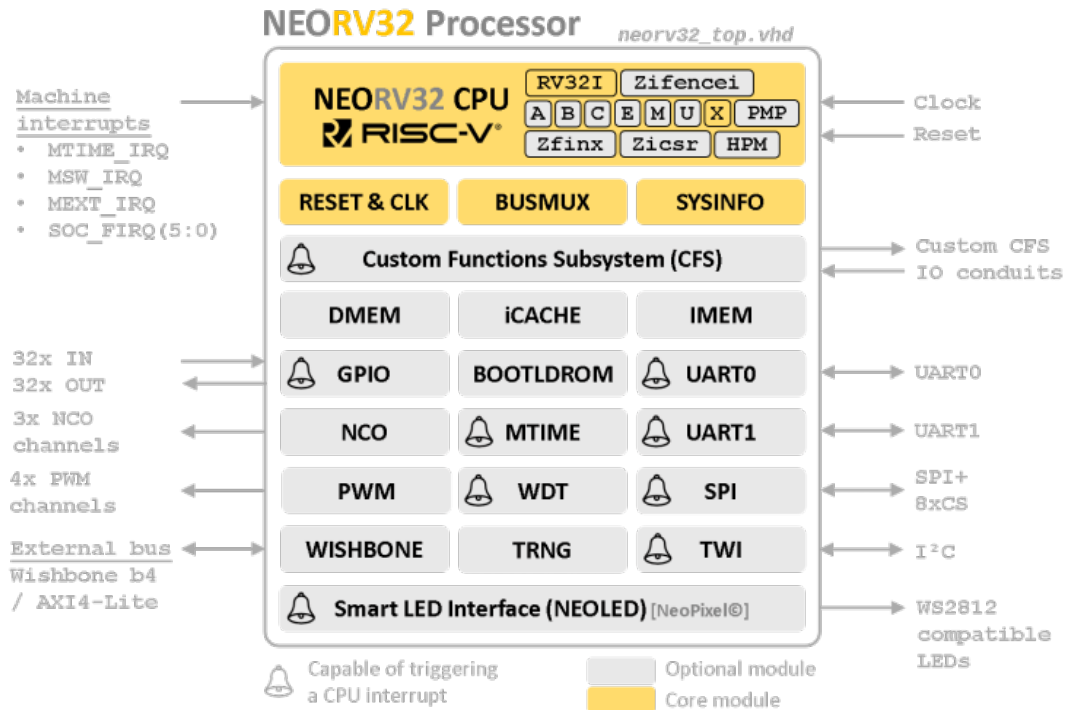 NEORV32 Processor
neorv32_top.vhd
Machine
interrupts
• MTIME_IRQ
• MSW_IRQ
• MEXT_IRQ
• SOC_FIRQ(5:0)
NEORV32 CPU
RISC-V®
RV32I Zifencei
A B C E M U X PMP
Zfinx Zicsr HPM
Clock
Reset
RESET & CLK BUSMUX SYSINFO
Custom Functions Subsystem (CFS)
Custom CFS
IO conduits
DMEM iCACHE IMEM
32x IN
32x OUT
GPIO BOOTLDROM UART0
UART0
3x NCO
channels
NCO MTIME UART1
UART1
4x PWM
channels
PWM WDT SPI
SPI+
8xCS
External bus
Wishbone b4
/ AXI4-Lite
WISHBONE TRNG TWI
I²C
Smart LED Interface (NEOLED) [NeoPixel©]
WS2812
compatible
LEDs
Capable of triggering
a CPU interrupt
Optional module
Core module